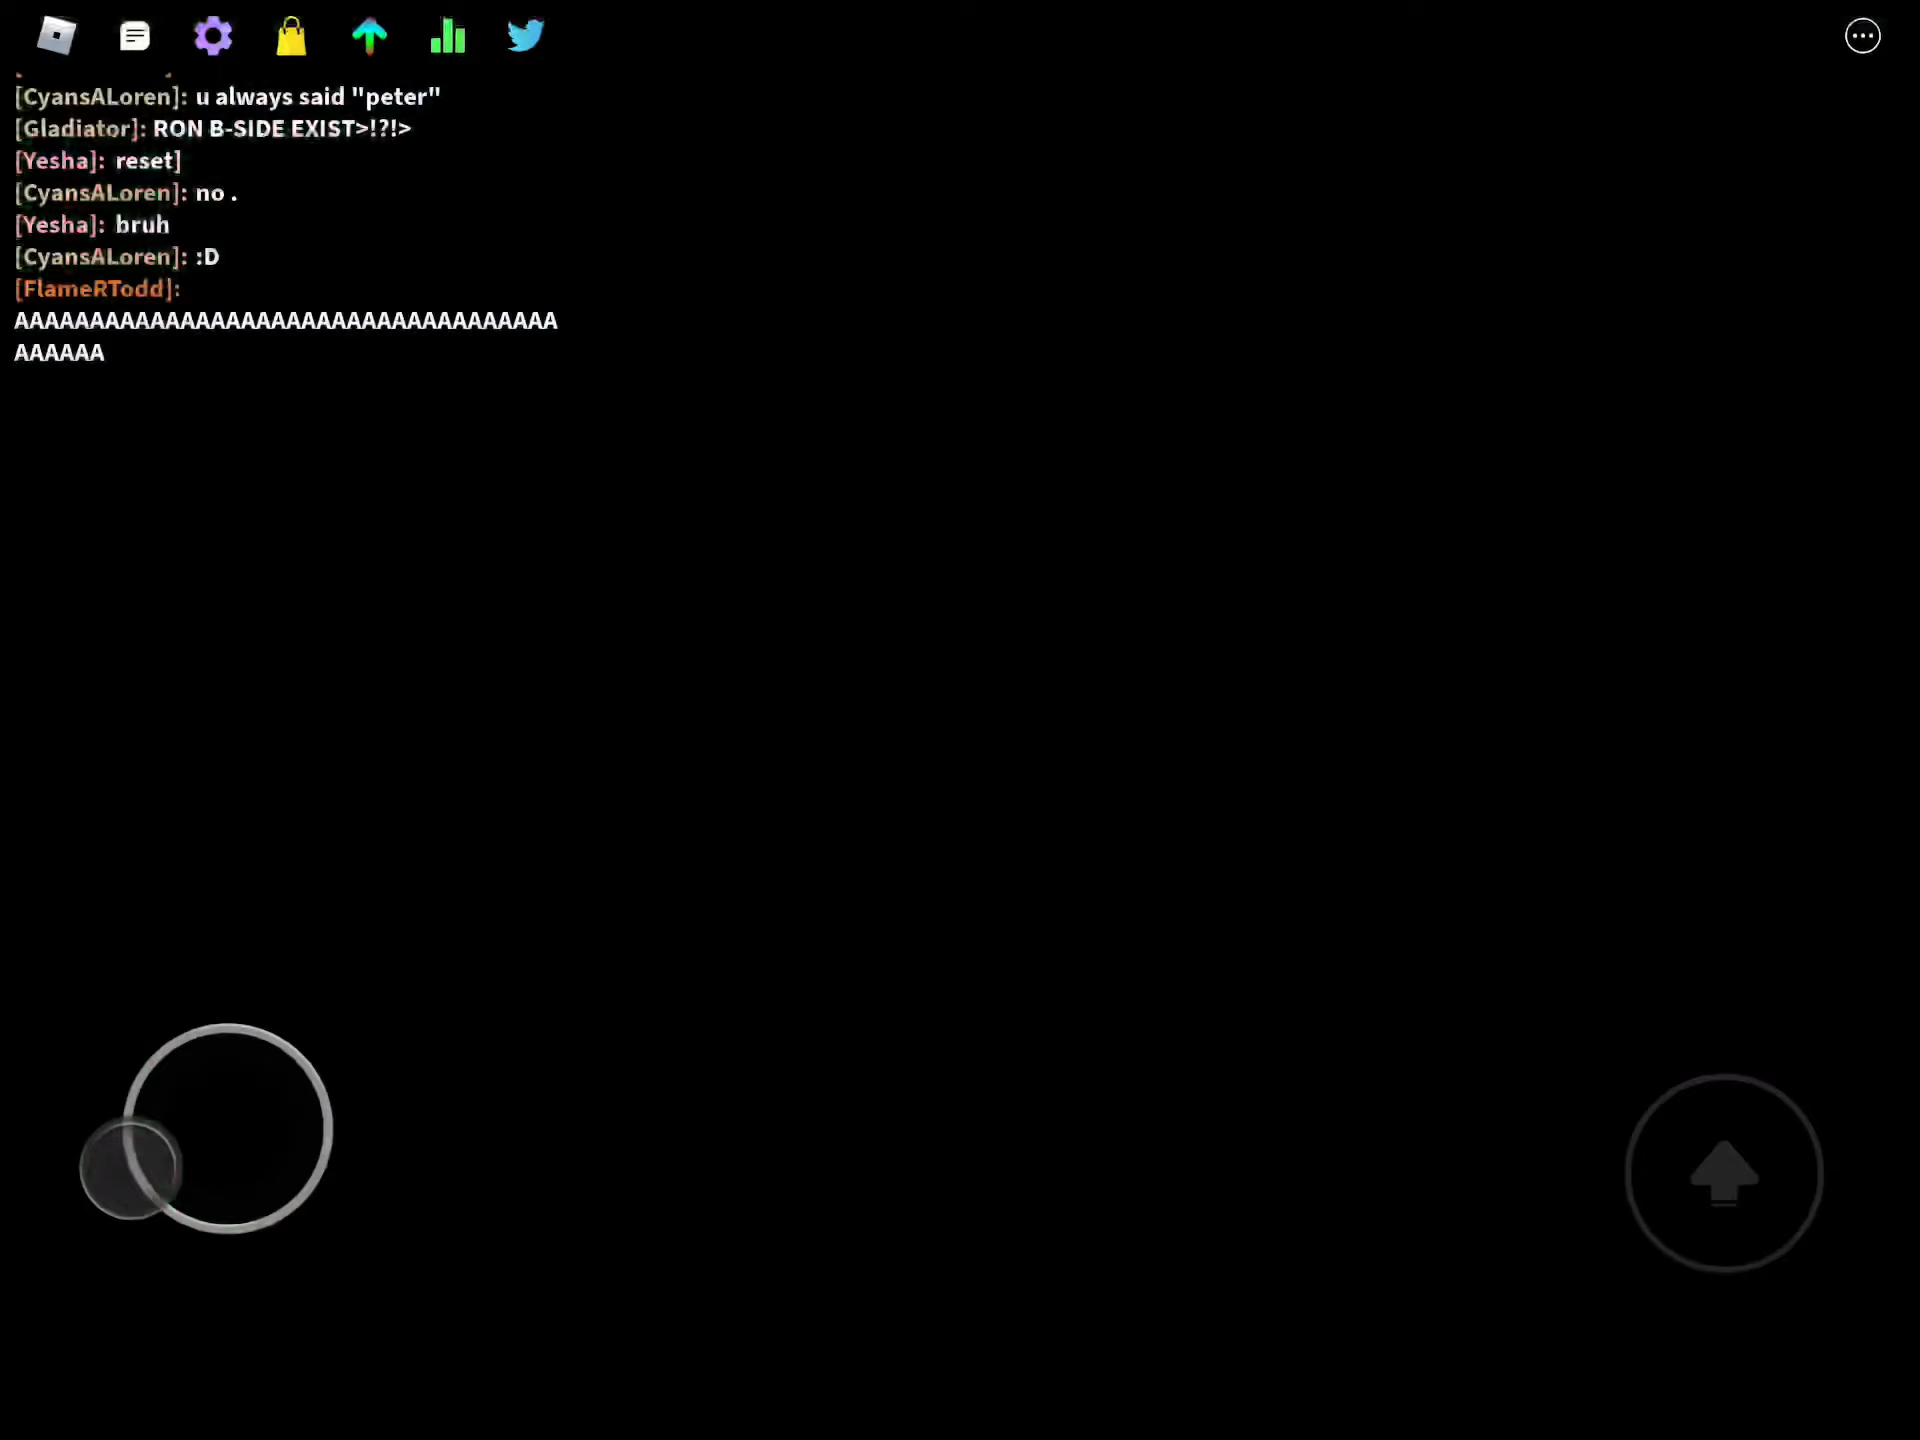 [CyansALoren]: u always said "peter"
[Gladiator]: RON B-SIDE EXIST>!?!>
[Yesha]: reset]
[CyansALoren]: no .
[Yesha]: bruh
[CyansALoren]: :D
[FlameRTodd]:
AAAAAAAAAAAAAAAAAAAAAAAAAAAAAAAAAAAA
AAAAAA